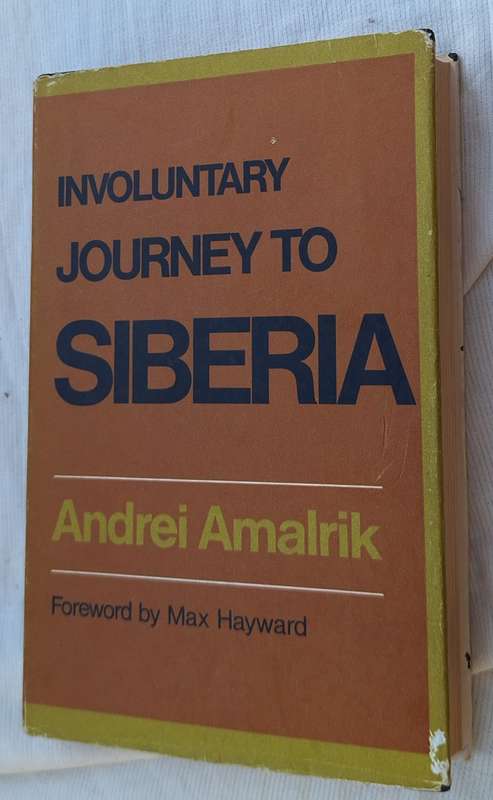 INVOLUNTARY
JOURNEY TO
SIBERIA
Andrei Amalrik
Foreword by Max Hayward